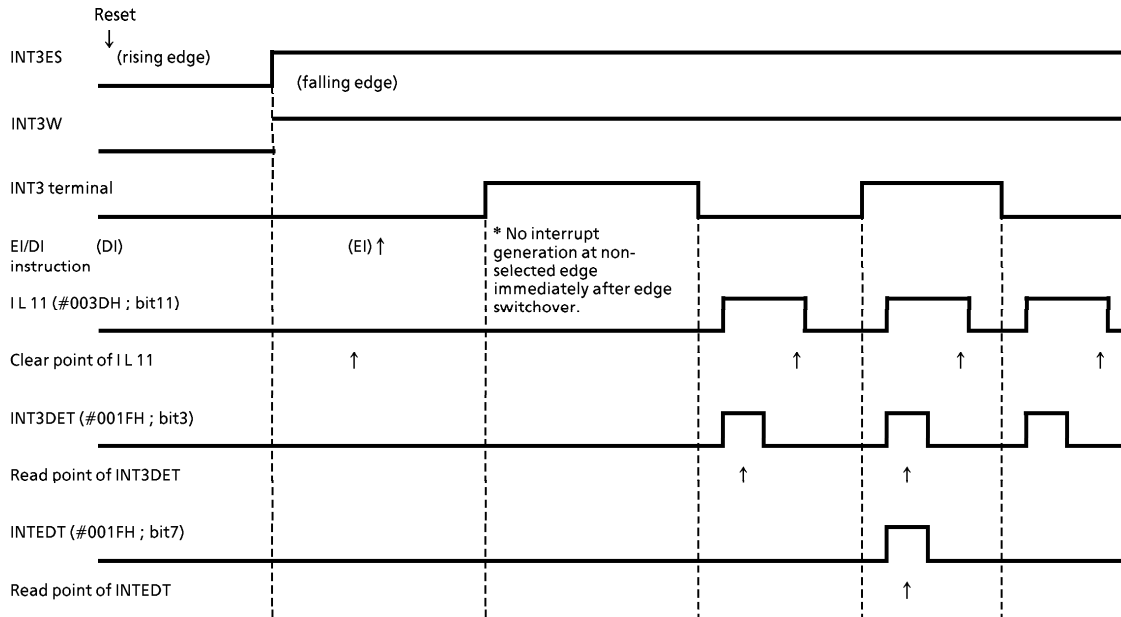 Reset
↓
INT3ES (rising edge)
(falling edge)
INT3W
INT3 terminal
EI/DI (DI) (EI) ↑
instruction
* No interrupt
generation at non-
selected edge
immediately after edge
switchover.
I L 11 (#003DH ; bit11)
Clear point of I L 11 ↑ ↑ ↑ ↑
INT3DET (#001FH ; bit3)
Read point of INT3DET ↑ ↑
INTEDT (#001FH ; bit7)
Read point of INTEDT ↑